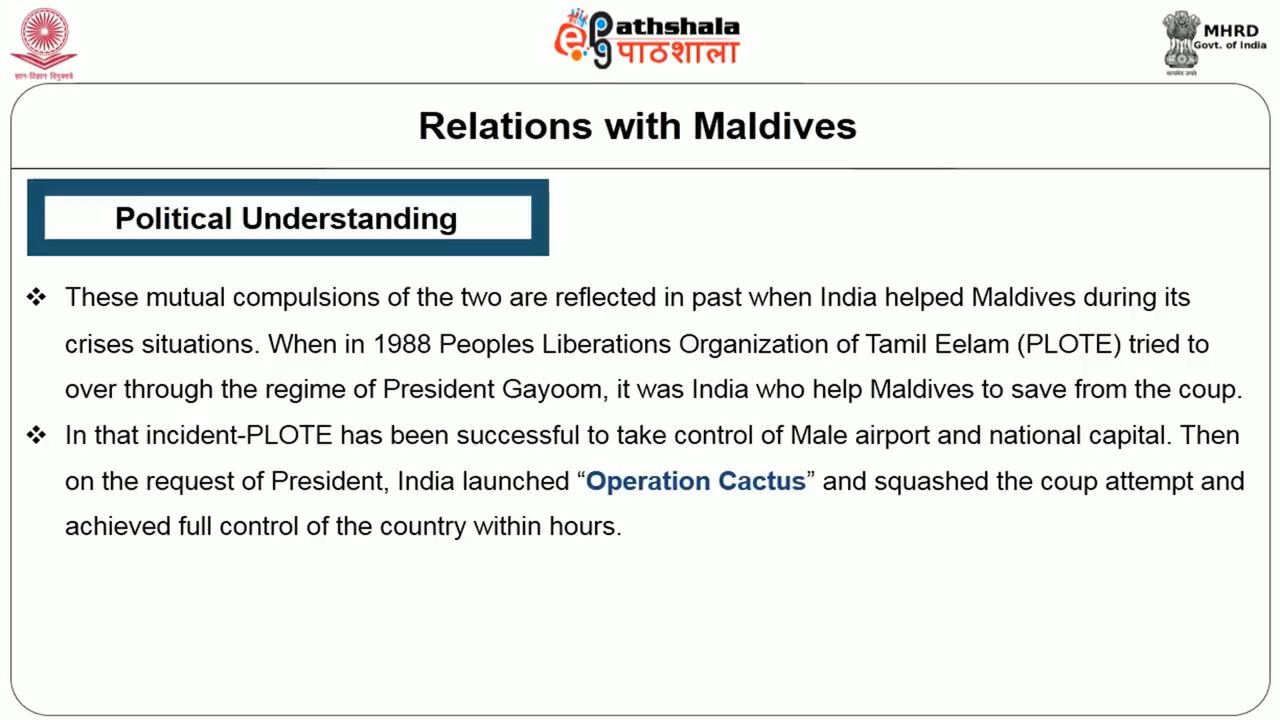 ज्ञान-विज्ञान विमुक्तये
ePathshala
पाठशाला
MHRD
Govt. of India
सत्यमेव जयते
Relations with Maldives
Political Understanding
❖ These mutual compulsions of the two are reflected in past when India helped Maldives during its
crises situations. When in 1988 Peoples Liberations Organization of Tamil Eelam (PLOTE) tried to
over through the regime of President Gayoom, it was India who help Maldives to save from the coup.
❖ In that incident-PLOTE has been successful to take control of Male airport and national capital. Then
on the request of President, India launched “Operation Cactus” and squashed the coup attempt and
achieved full control of the country within hours.